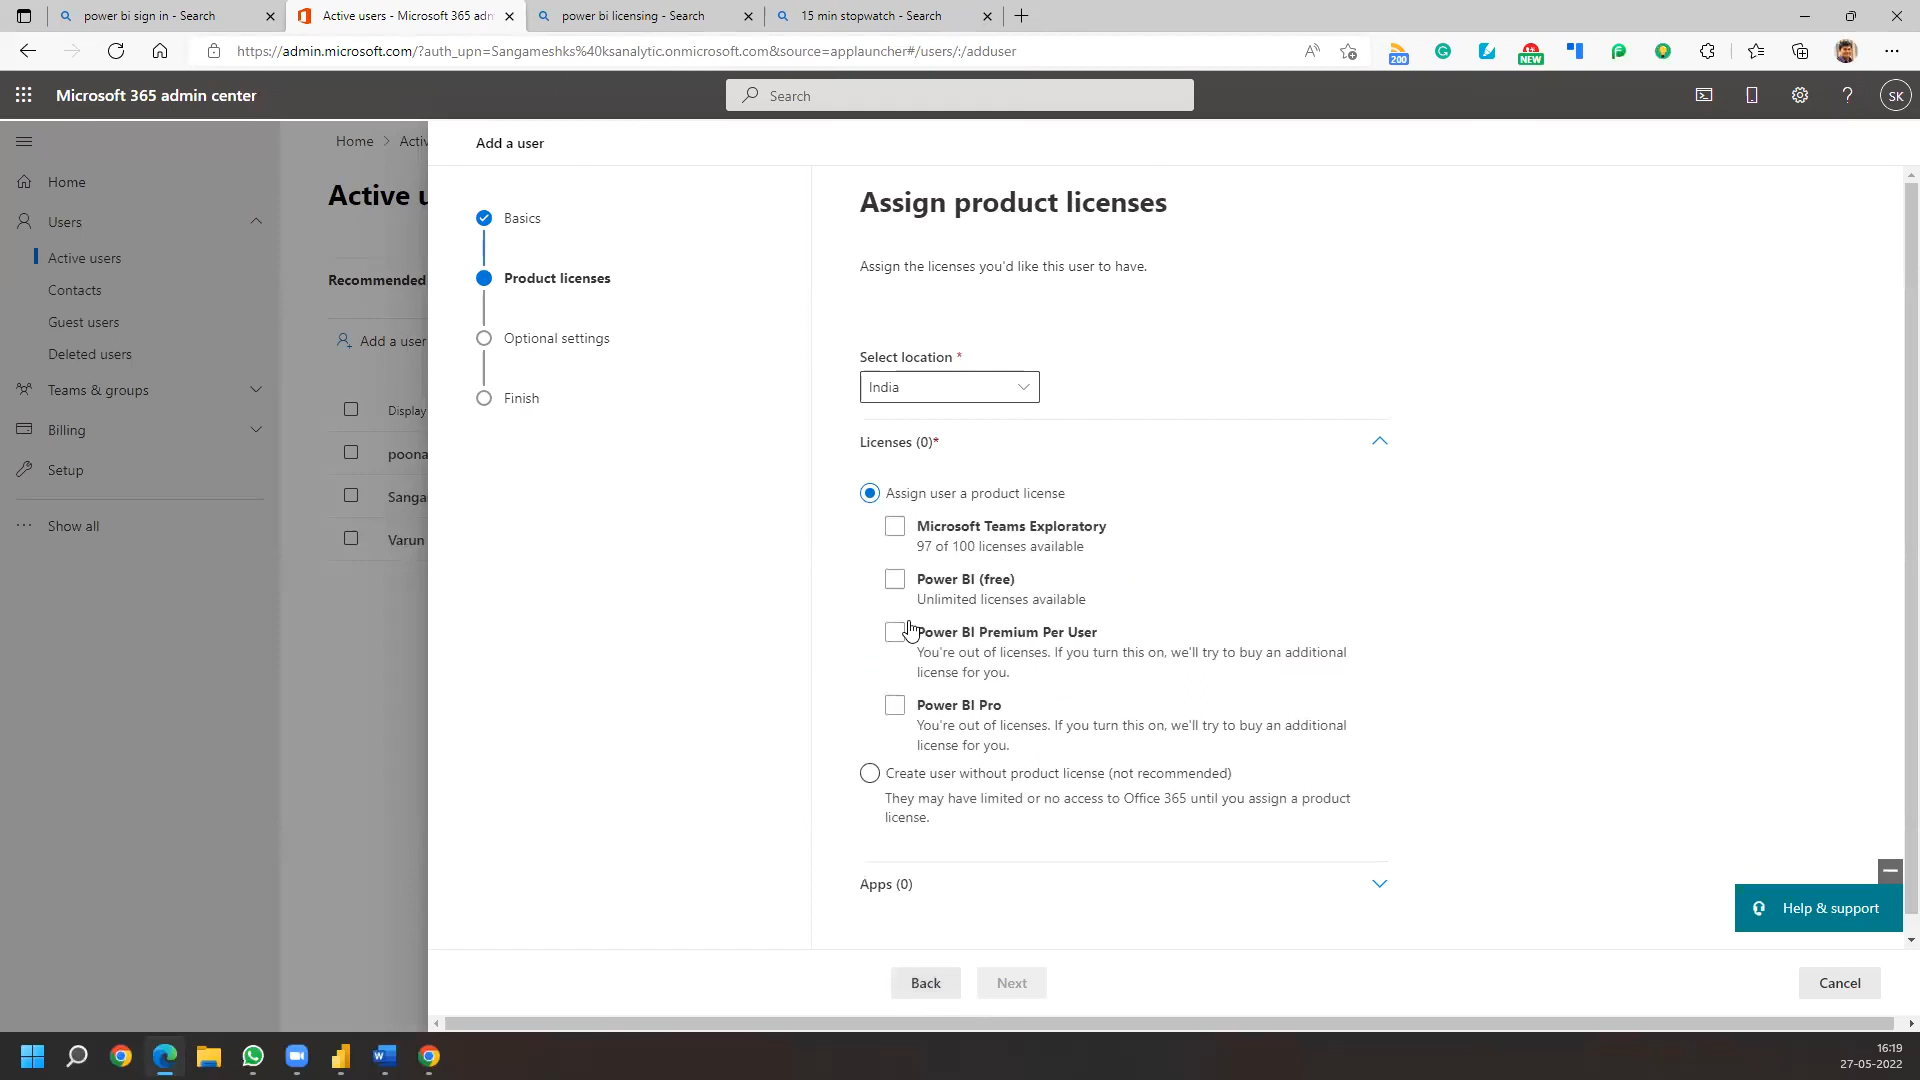 power bi sign in - Search
Active users - Microsoft 365 adm
power bi licensing - Search
15 min stopwatch - Search
https://admin.microsoft.com/?auth_upn=Sangameshks%40ksanalytic.onmicrosoft.com&source=applauncher#/users/:/adduser
200
NEW
Microsoft 365 admin center
Search
SK
Home
Users
Active users
Contacts
Guest users
Deleted users
Teams & groups
Billing
Setup
Show all
Home > Activ
Active u
Recommended
Add a user
Display
poona
Sanga
Varun
Add a user
Basics
Product licenses
Optional settings
Finish
Assign product licenses
Assign the licenses you'd like this user to have.
Select location *
India
Licenses (0)*
Assign user a product license
Microsoft Teams Exploratory
97 of 100 licenses available
Power BI (free)
Unlimited licenses available
Power BI Premium Per User
You're out of licenses. If you turn this on, we'll try to buy an additional
license for you.
Power BI Pro
You're out of licenses. If you turn this on, we'll try to buy an additional
license for you.
Create user without product license (not recommended)
They may have limited or no access to Office 365 until you assign a product
license.
Apps (0)
Help & support
Back
Next
Cancel
16:19
27-05-2022